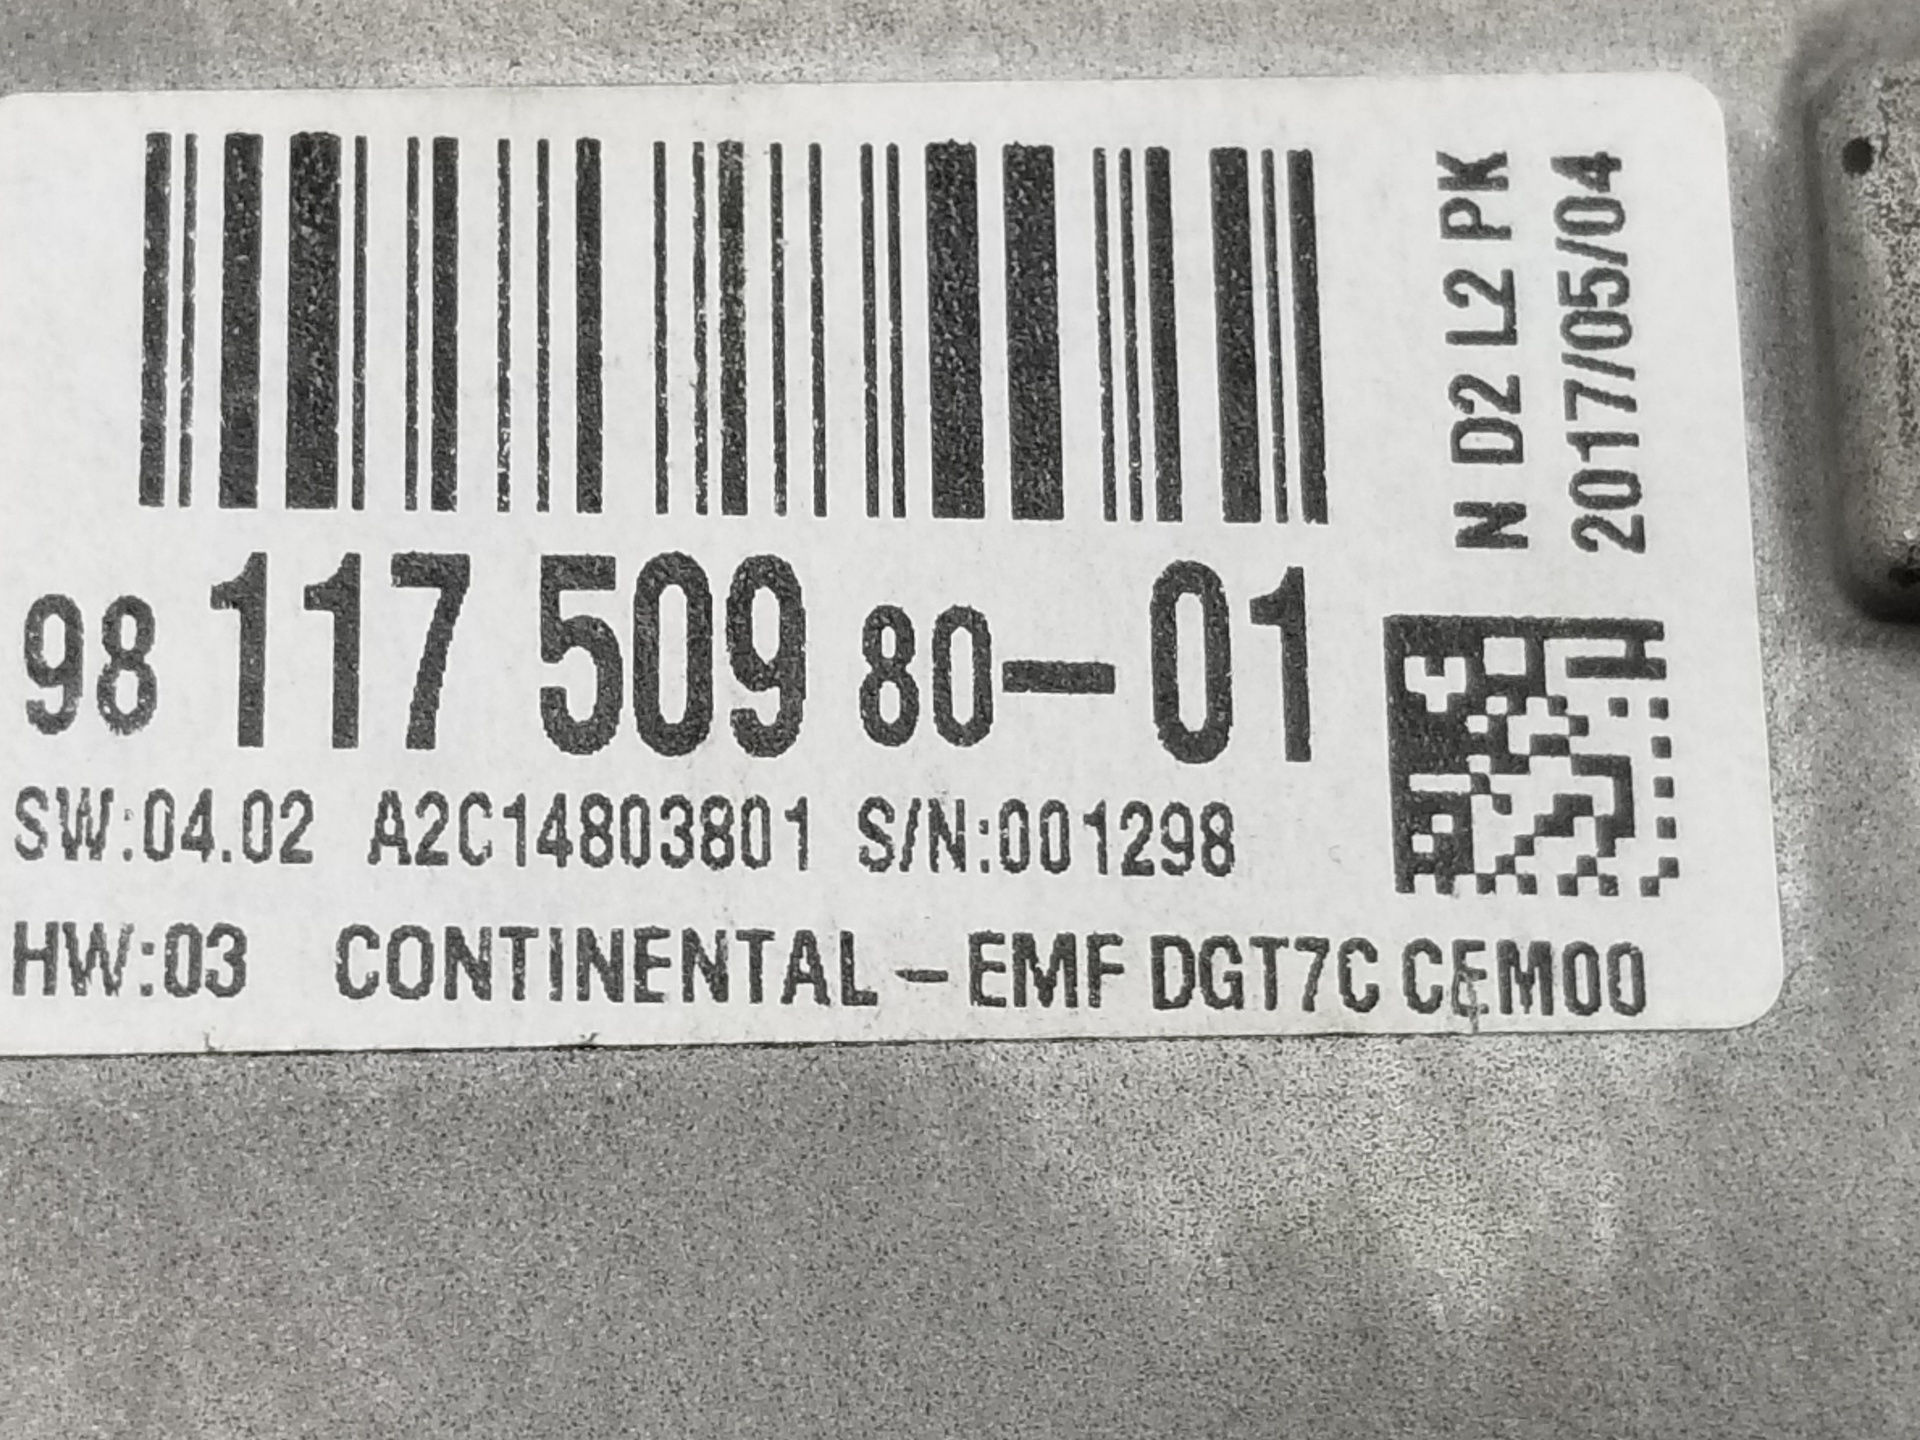 98 117 509 80-01
SW:04.02 A2C14803801 S/N:001298
HW:03 CONTINENTAL-EMF DGT7C CEM00
N D2 L2 PK
2017/05/04